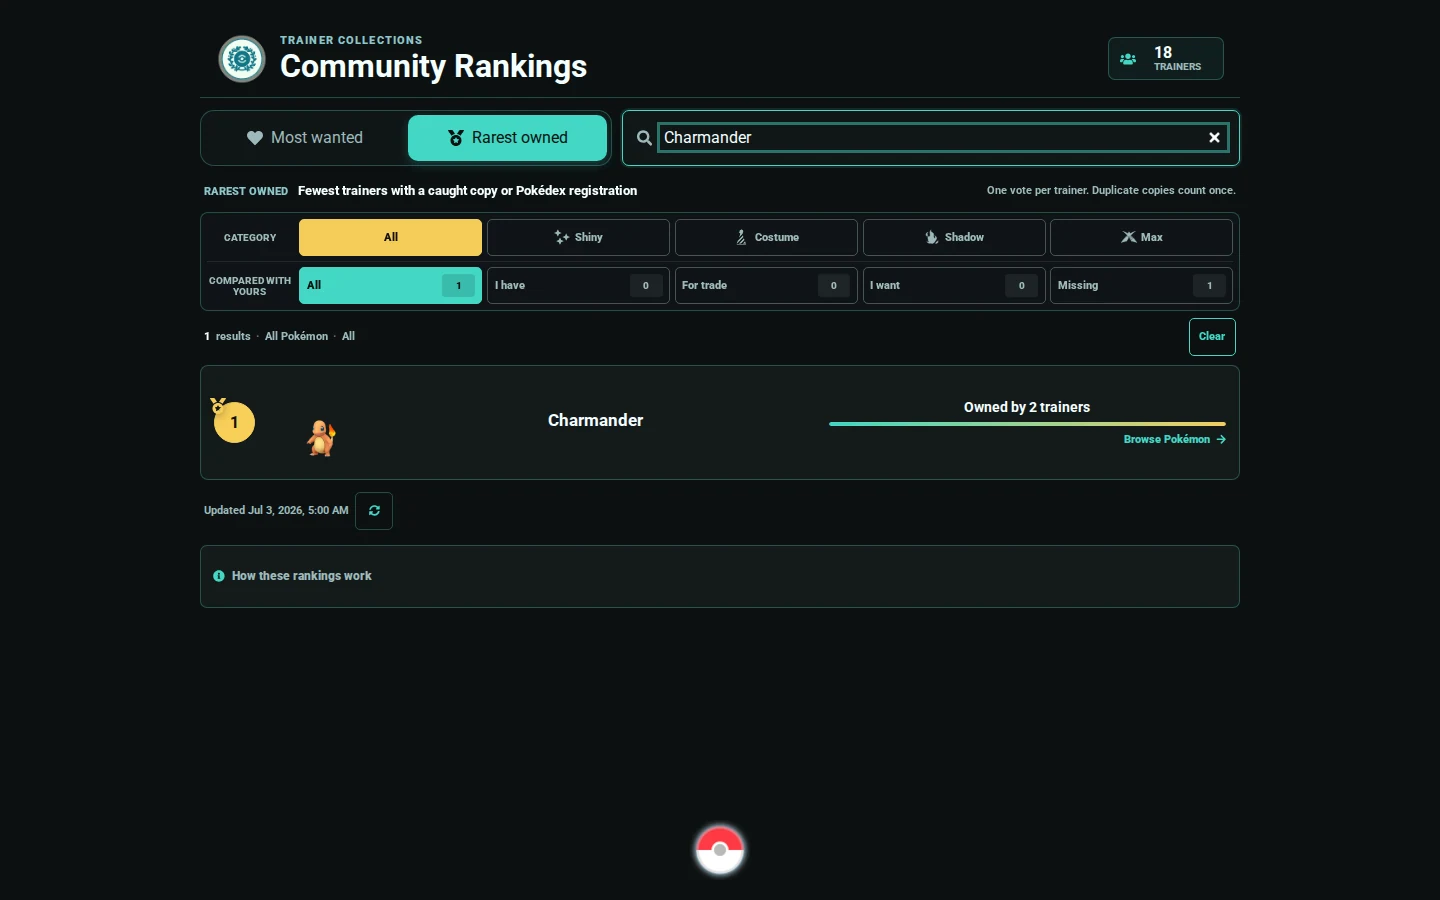 TRAINER COLLECTIONS
Community Rankings
18
TRAINERS
Most wanted
Rarest owned
Charmander
RAREST OWNED Fewest trainers with a caught copy or Pokédex registration
One vote per trainer. Duplicate copies count once.
CATEGORY
All
Shiny
Costume
Shadow
Max
COMPARED WITH
YOURS
All 1
I have 0
For trade 0
I want 0
Missing 1
1 results · All Pokémon · All
Clear
1
Charmander
Owned by 2 trainers
Browse Pokémon →
Updated Jul 3, 2026, 5:00 AM
How these rankings work